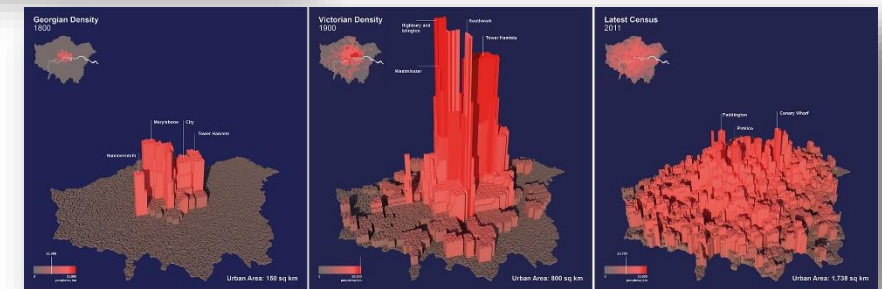 Georgian Density
1800
Marylebone
City
Tower Hamlets
Urban Area: 150 sq km
Victorian Density
1900
Highbury and
Islington
Southwark
Tower Hamlets
Westminster
Urban Area: 800 sq km
Latest Census
2011
Paddington
Pimlico
Canary Wharf
Urban Area: 1,738 sq km